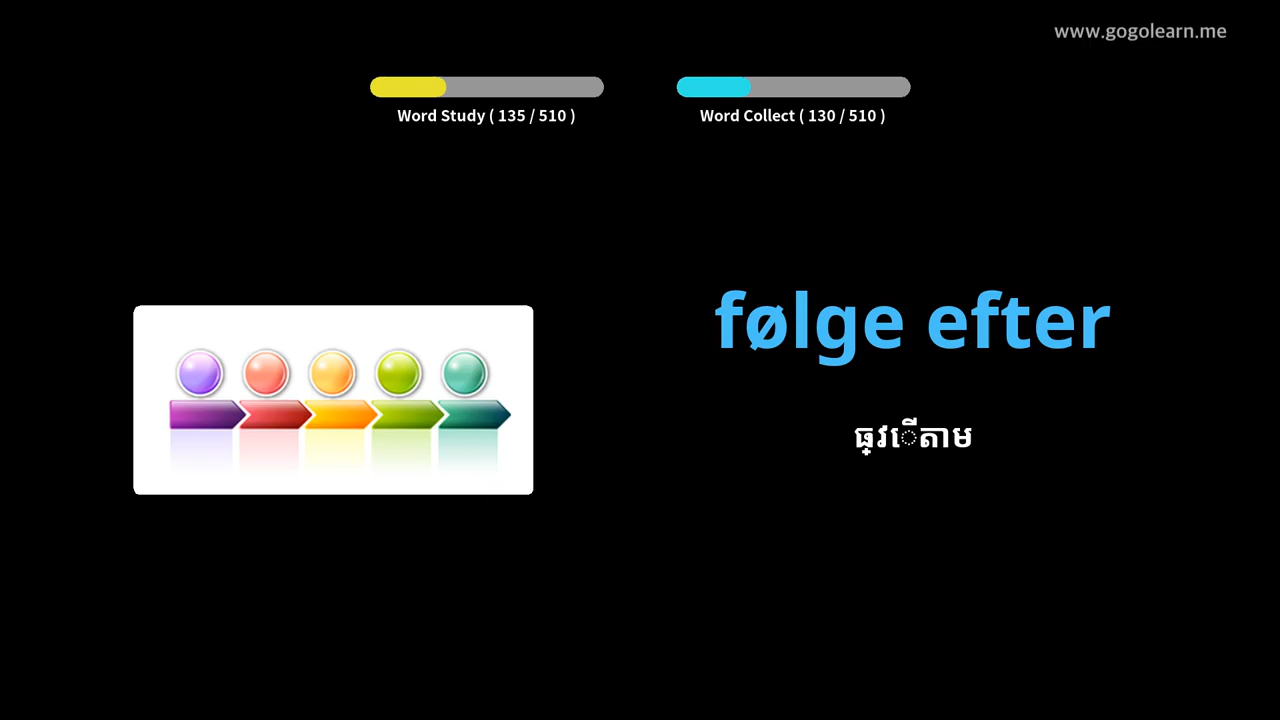 www.gogolearn.me
Word Study ( 135 / 510 )
Word Collect ( 130 / 510 )
følge efter
ធ្វើតាម